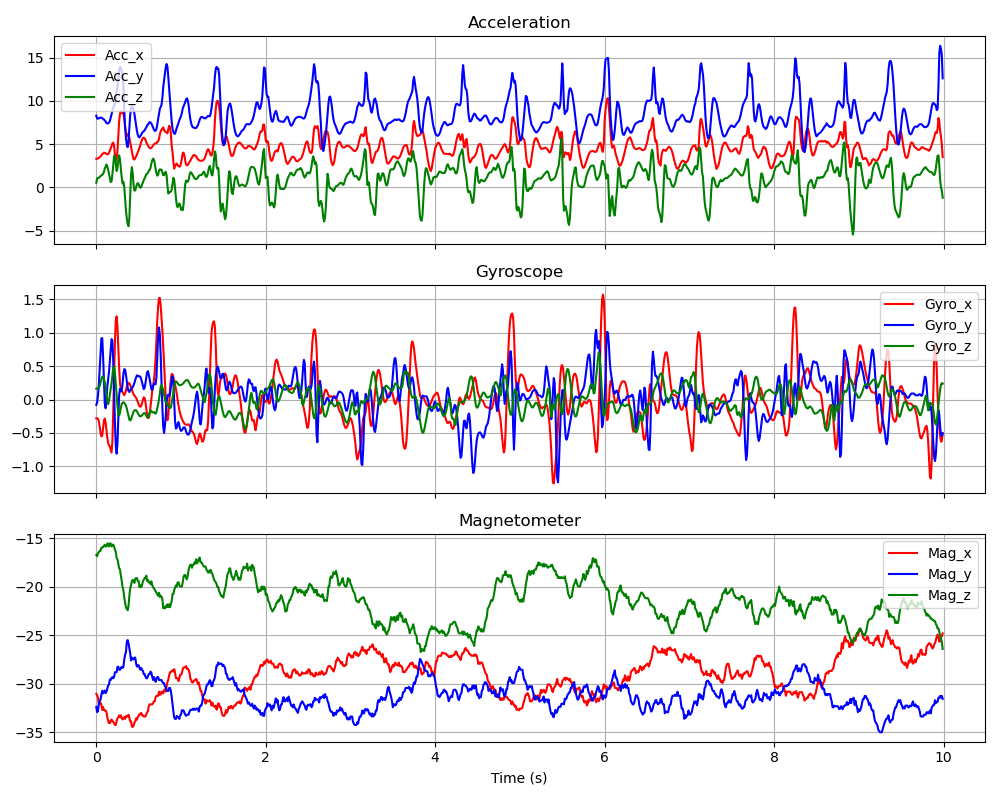 Acceleration
Acc_x
Acc_y
Acc_z
15
10
5
0
−5
Gyroscope
Gyro_x
Gyro_y
Gyro_z
1.5
1.0
0.5
0.0
−0.5
−1.0
Magnetometer
Mag_x
Mag_y
Mag_z
−15
−20
−25
−30
−35
0 2 4 6 8 10
Time (s)